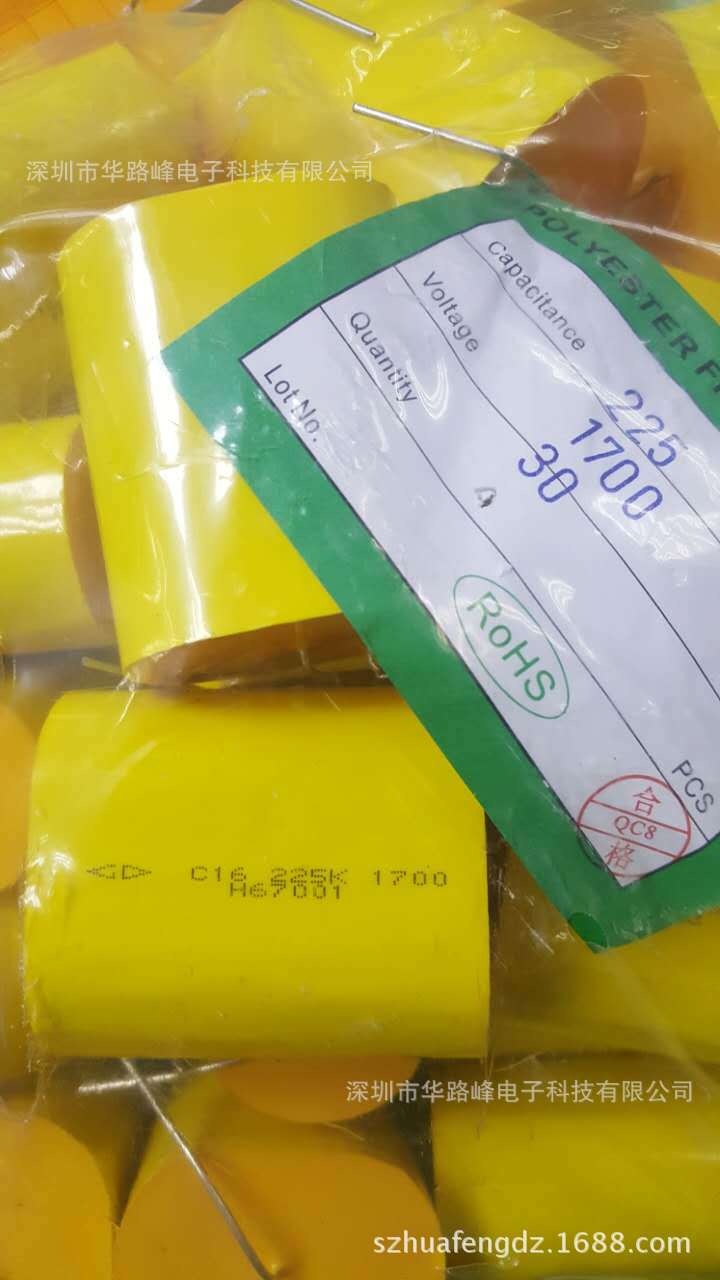 深圳市华路峰电子科技有限公司
POLYESTER
Capacitance 225
Voltage 1700
Quantity 30
PCS
Lot No.
RoHS
合
QC8
格
GD C16 225K 1700
H67001
深圳市华路峰电子科技有限公司
szhuafengdz.1688.com